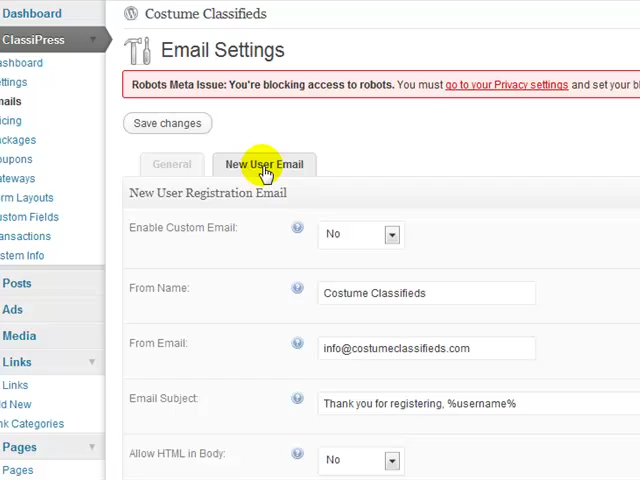 Dashboard
ClassiPress
ashboard
ettings
mails
icing
ackages
oupons
ateways
orm Layouts
ustom Fields
ansactions
stem Info
Posts
Ads
Media
Links
Links
dd New
nk Categories
Pages
Pages
Costume Classifieds
Email Settings
Robots Meta Issue: You're blocking access to robots. You must go to your Privacy settings and set your bl
Save changes
General
New User Email
New User Registration Email
Enable Custom Email:
No
From Name:
Costume Classifieds
From Email:
info@costumeclassifieds.com
Email Subject:
Thank you for registering, %username%
Allow HTML in Body:
No